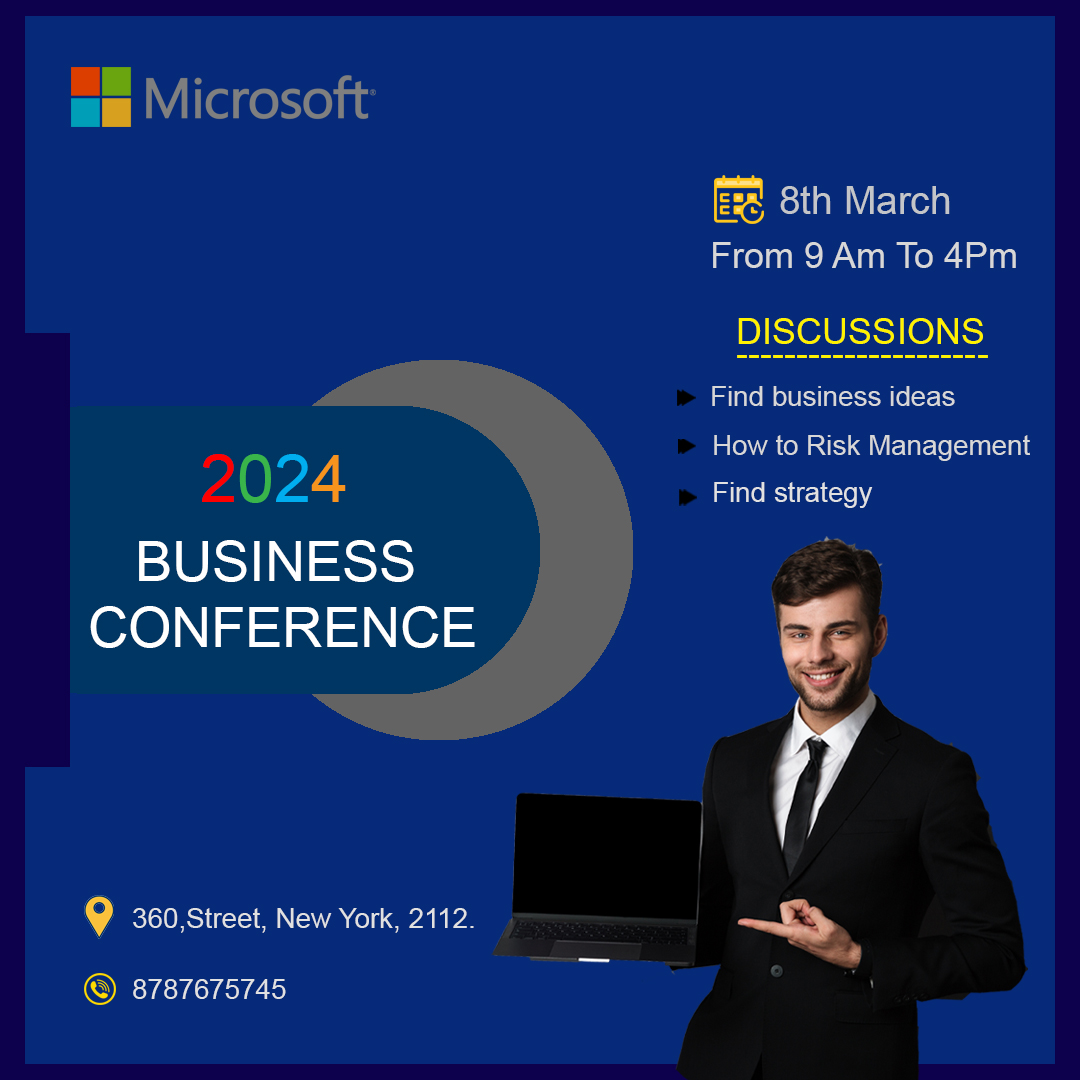 Microsoft®
8th March
From 9 Am To 4Pm
DISCUSSIONS
Find business ideas
How to Risk Management
Find strategy
2024
BUSINESS
CONFERENCE
360,Street, New York, 2112.
8787675745